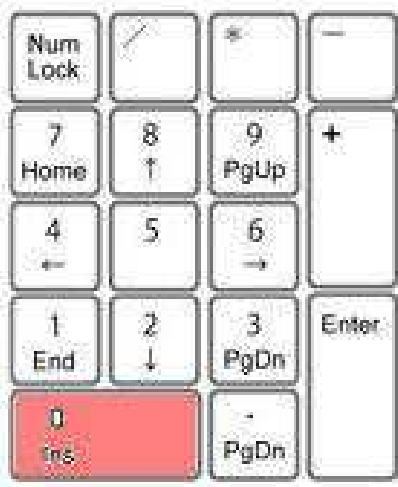 Num
Lock
/
*
-
7
Home
8
↑
9
PgUp
+
4
←
5
6
→
1
End
2
↓
3
PgDn
Enter
0
Ins
.
PgDn